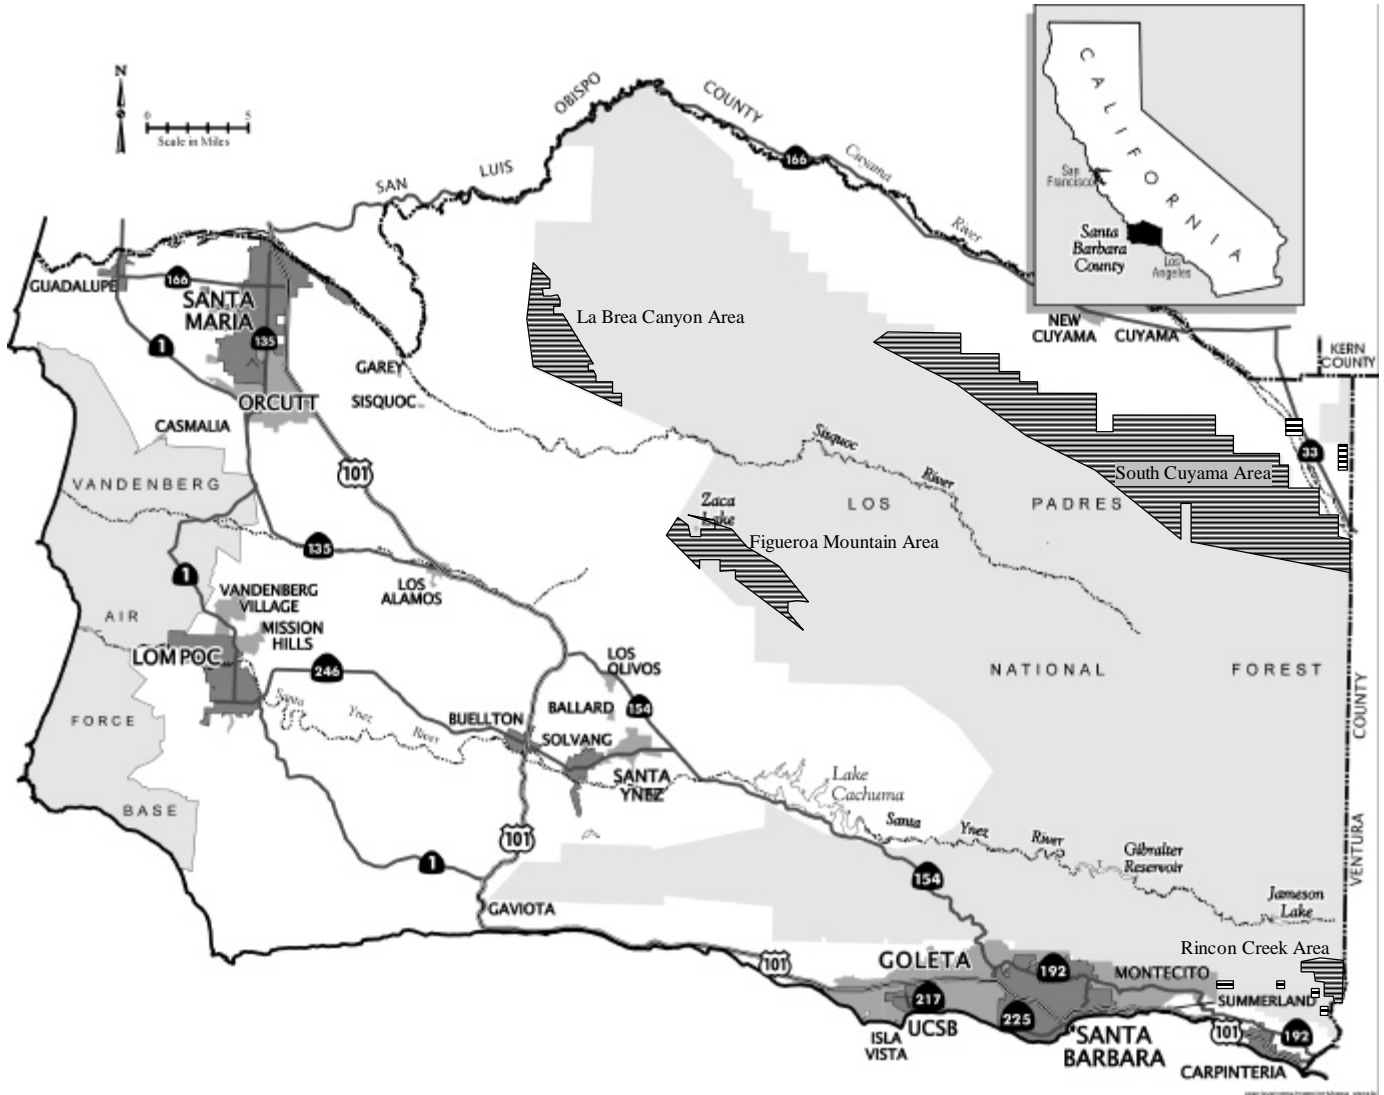 N
0 5
Scale in Miles
SAN
LUIS
OBISPO
COUNTY
166
Cuyama
River
CALIFORNIA
San
Francisco
Santa
Barbara
County
Los
Angeles
GUADALUPE
166
SANTA
MARIA
135
1
La Brea Canyon Area
NEW
CUYAMA
CUYAMA
KERN
COUNTY
GAREY
SISQUOC
ORCUTT
CASMALIA
101
Sisquoc
River
33
South Cuyama Area
VANDENBERG
Zaca
Lake
LOS
PADRES
Figueroa Mountain Area
135
1
LOS
ALAMOS
VANDENBERG
VILLAGE
AIR
MISSION
HILLS
LOMPOC
246
LOS
OLIVOS
NATIONAL
FOREST
Santa
Ynez
River
BUELLTON
BALLARD
154
SOLVANG
FORCE
SANTA
YNEZ
COUNTY
VENTURA
BASE
Lake
Cachuma
101
Santa
Ynez
River
Gibralter
Reservoir
1
154
Jameson
Lake
GAVIOTA
Rincon Creek Area
101
GOLETA
192
MONTECITO
217
225
SUMMERLAND
UCSB
ISLA
VISTA
SANTA
BARBARA
101
192
CARPINTERIA